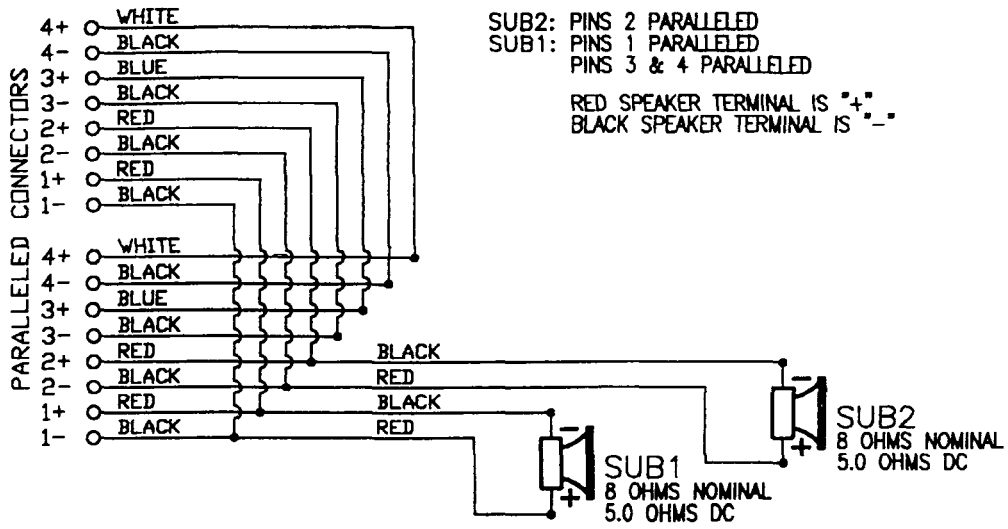 SUB2: PINS 2 PARALLELED
SUB1: PINS 1 PARALLELED
PINS 3 & 4 PARALLELED
RED SPEAKER TERMINAL IS "+"
BLACK SPEAKER TERMINAL IS "-"
PARALLELED CONNECTORS
4+ WHITE
4- BLACK
3+ BLUE
3- BLACK
2+ RED
2- BLACK
1+ RED
1- BLACK
4+ WHITE
4- BLACK
3+ BLUE
3- BLACK
2+ RED BLACK
2- BLACK RED
1+ RED BLACK
1- BLACK RED
-
+
SUB2
8 OHMS NOMINAL
5.0 OHMS DC
-
+
SUB1
8 OHMS NOMINAL
5.0 OHMS DC